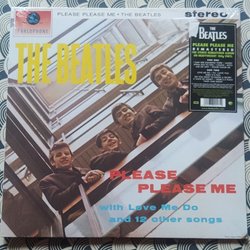 PARLOPHONE
PLEASE PLEASE ME • THE BEATLES
stereo
THE BEATLES
THE
BEATLES
PLEASE PLEASE ME
REMASTERED
PLEASE
PLEASE ME
with Love Me Do
and 12 other songs